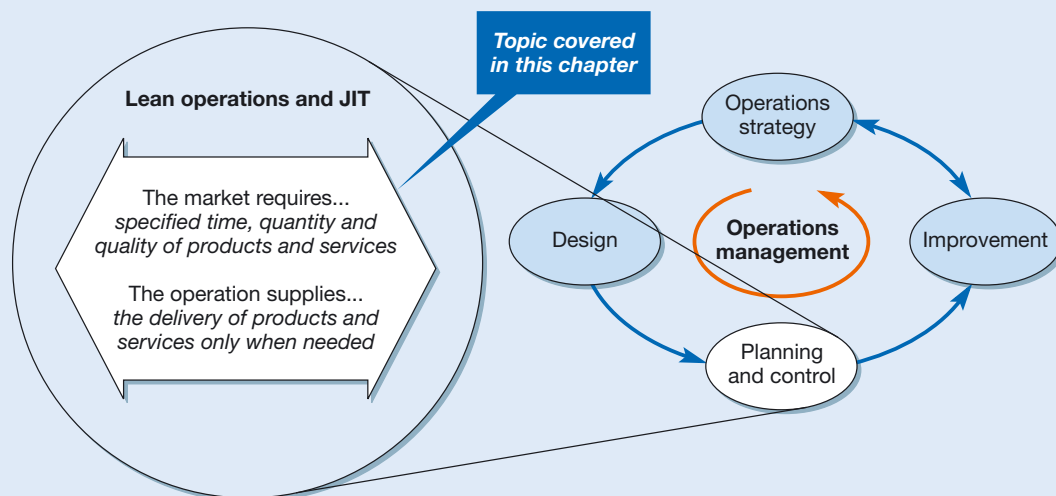 Topic covered
in this chapter
Lean operations and JIT
The market requires...
specified time, quantity and
quality of products and services
The operation supplies...
the delivery of products and
services only when needed
Operations
strategy
Design
Operations
management
Improvement
Planning
and control